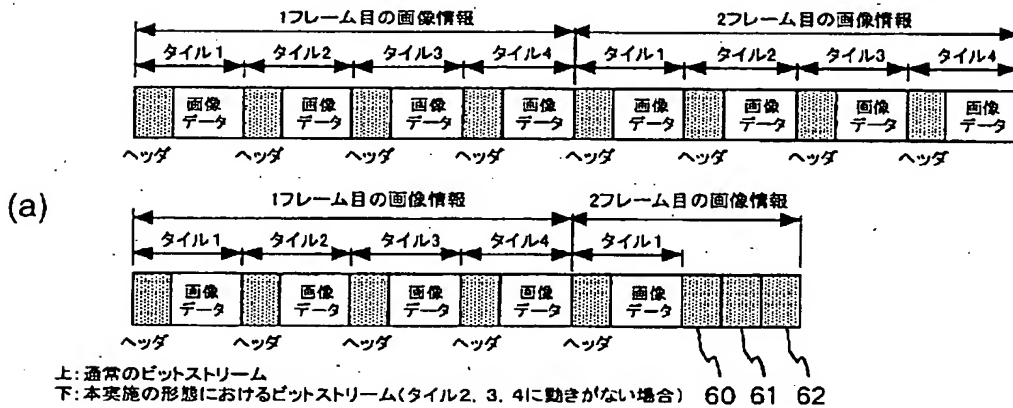 1フレーム目の画像情報 2フレーム目の画像情報
タイル1 タイル2 タイル3 タイル4 タイル1 タイル2 タイル3 タイル4
画像 画像 画像 画像 画像 画像 画像 画像
データ データ データ データ データ データ データ データ
ヘッダ ヘッダ ヘッダ ヘッダ ヘッダ ヘッダ ヘッダ ヘッダ
(a)
1フレーム目の画像情報 2フレーム目の画像情報
タイル1 タイル2 タイル3 タイル4 タイル1
画像 画像 画像 画像 画像
データ データ データ データ データ
ヘッダ ヘッダ ヘッダ ヘッダ ヘッダ
上:通常のビットストリーム
下:本実施の形態におけるビットストリーム(タイル2, 3, 4に動きがない場合) 60 61 62